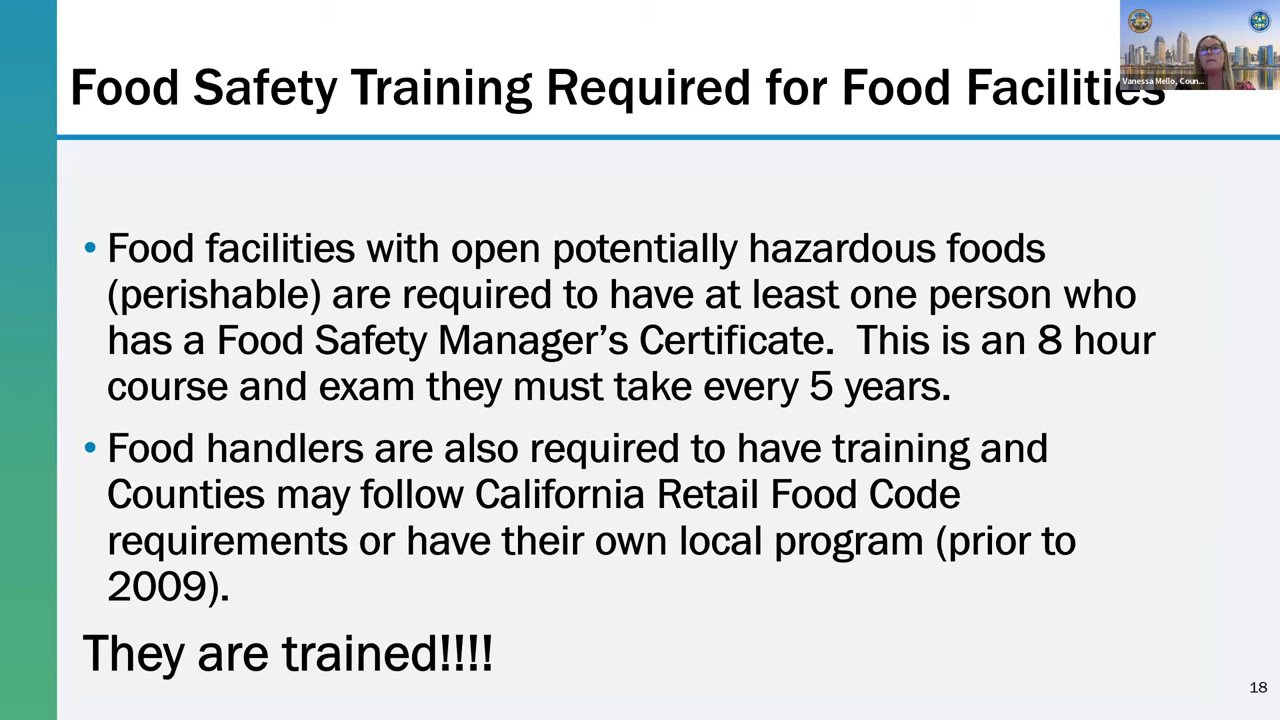 Food Safety Training Required for Food Facilities
Vanessa Mello, Coun...
• Food facilities with open potentially hazardous foods
(perishable) are required to have at least one person who
has a Food Safety Manager’s Certificate.  This is an 8 hour
course and exam they must take every 5 years.
• Food handlers are also required to have training and
Counties may follow California Retail Food Code
requirements or have their own local program (prior to
2009).
They are trained!!!!
18